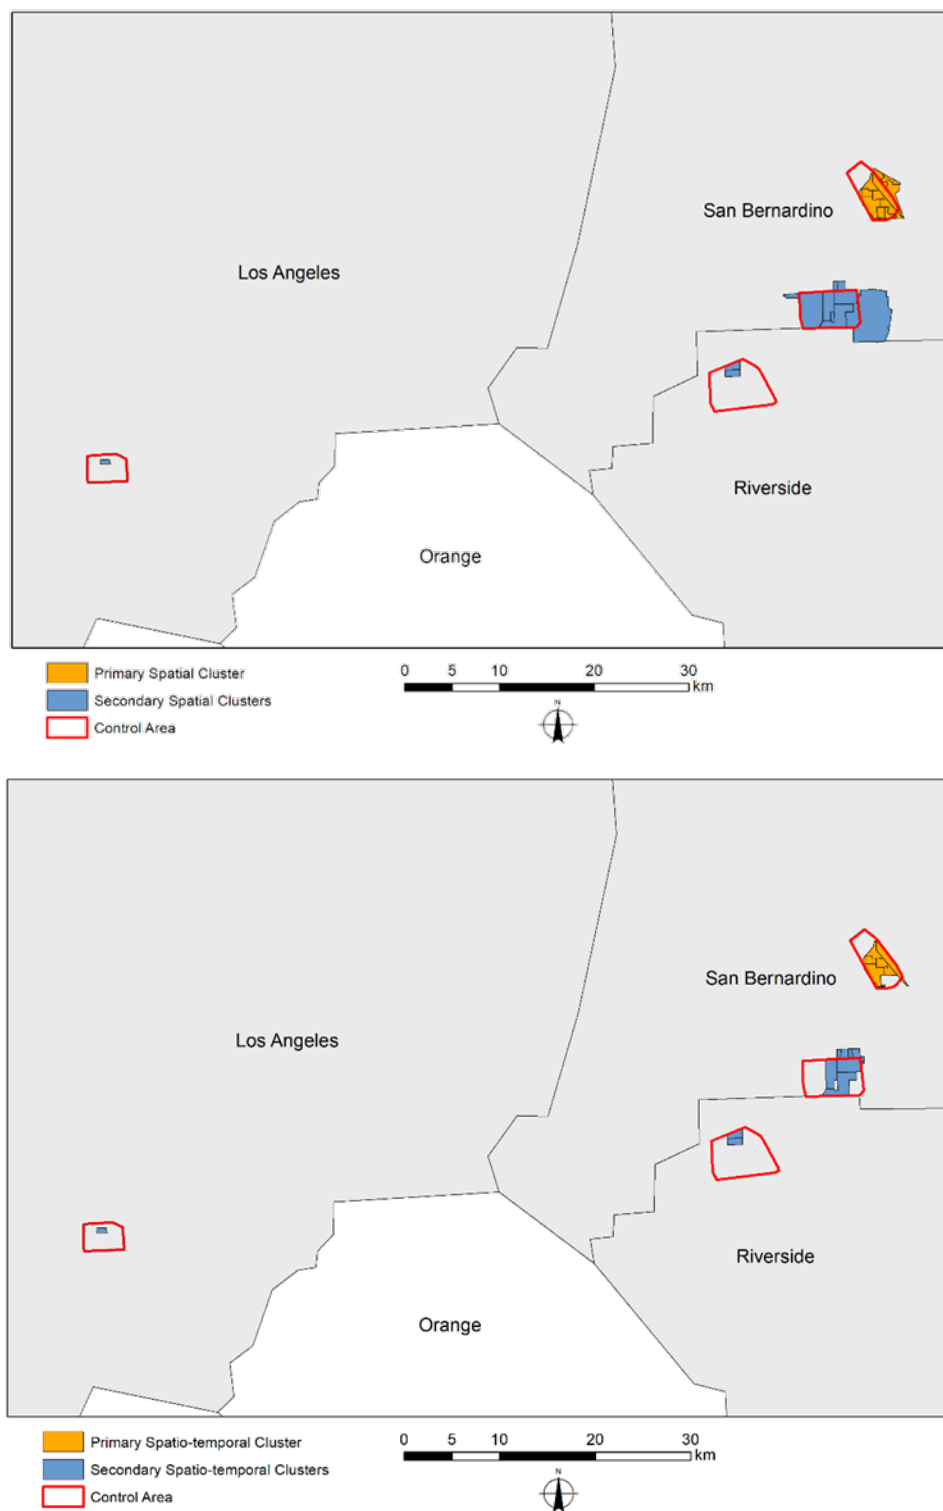 San Bernardino
Los Angeles
Riverside
Orange
Primary Spatial Cluster
Secondary Spatial Clusters
Control Area
0 5 10 20 30
km
N
San Bernardino
Los Angeles
Riverside
Orange
Primary Spatio-temporal Cluster
Secondary Spatio-temporal Clusters
Control Area
0 5 10 20 30
km
N